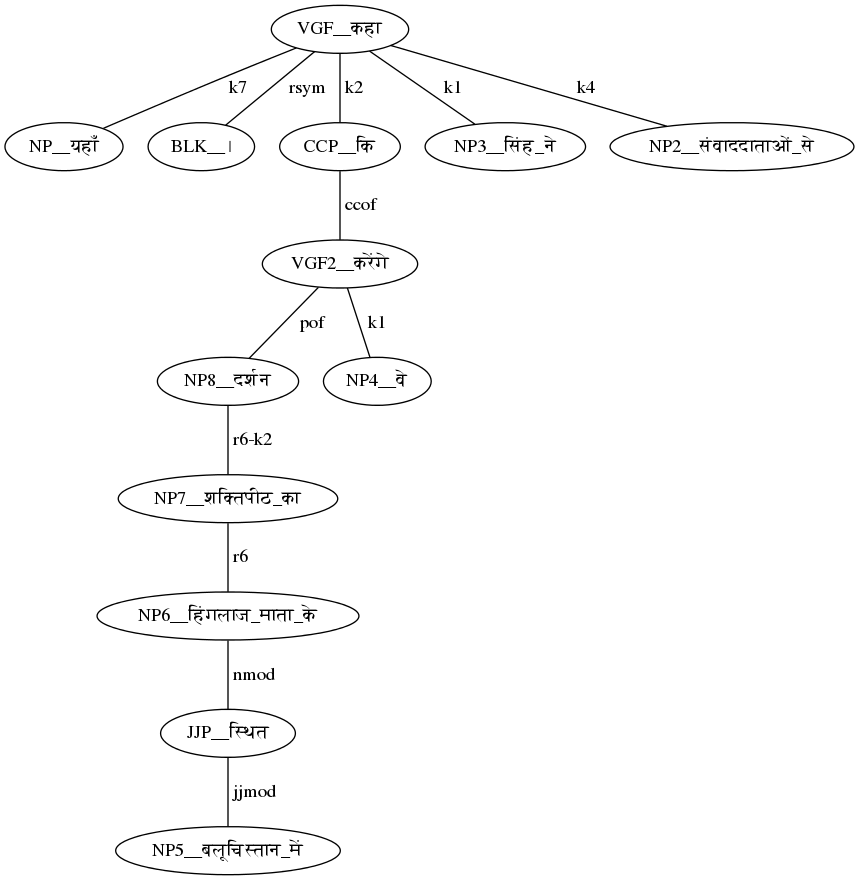 VGF__कहा
k7 rsym k2 k1 k4
NP__यहाँ BLK__। CCP__कि NP3__सिंह_ने NP2__संवाददाताओं_से
ccof
VGF2__करेंगे
pof k1
NP8__दर्शन NP4__वे
r6-k2
NP7__शक्तिपीठ_का
r6
NP6__हिंगलाज_माता_के
nmod
JJP__स्थित
jjmod
NP5__बलूचिस्तान_में